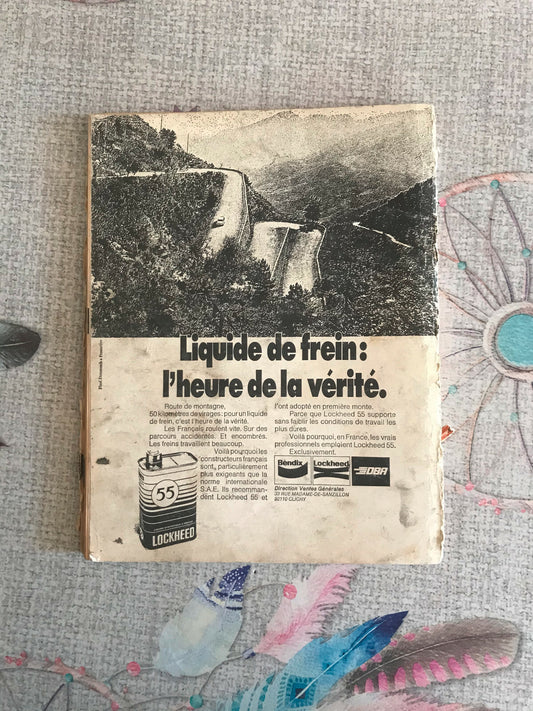 Liquide de frein :
l'heure de la vérité.
Route de montagne,
50 kilomètres de virages: pour un liquide
de frein, c'est l'heure de la vérité.
Les Français roulent vite. Sur des
parcours accidentés. Et encombrés.
Les freins travaillent beaucoup.
Voilà pourquoi les
constructeurs français
sont, particulièrement
plus exigeants que la
norme internationale
S.A.E. Ils recomman-
dent Lockheed 55 et
l'ont adopté en première monte.
Parce que Lockheed 55 supporte
sans faiblir les conditions de travail les
plus dures.
Voilà pourquoi, en France, les vrais
professionnels emploient Lockheed 55.
Exclusivement.
55
LOCKHEED
Bendix
Lockheed
DBA
Direction Ventes Générales
39 RUE MADAME-DE-SANZILLON
92110 CLICHY